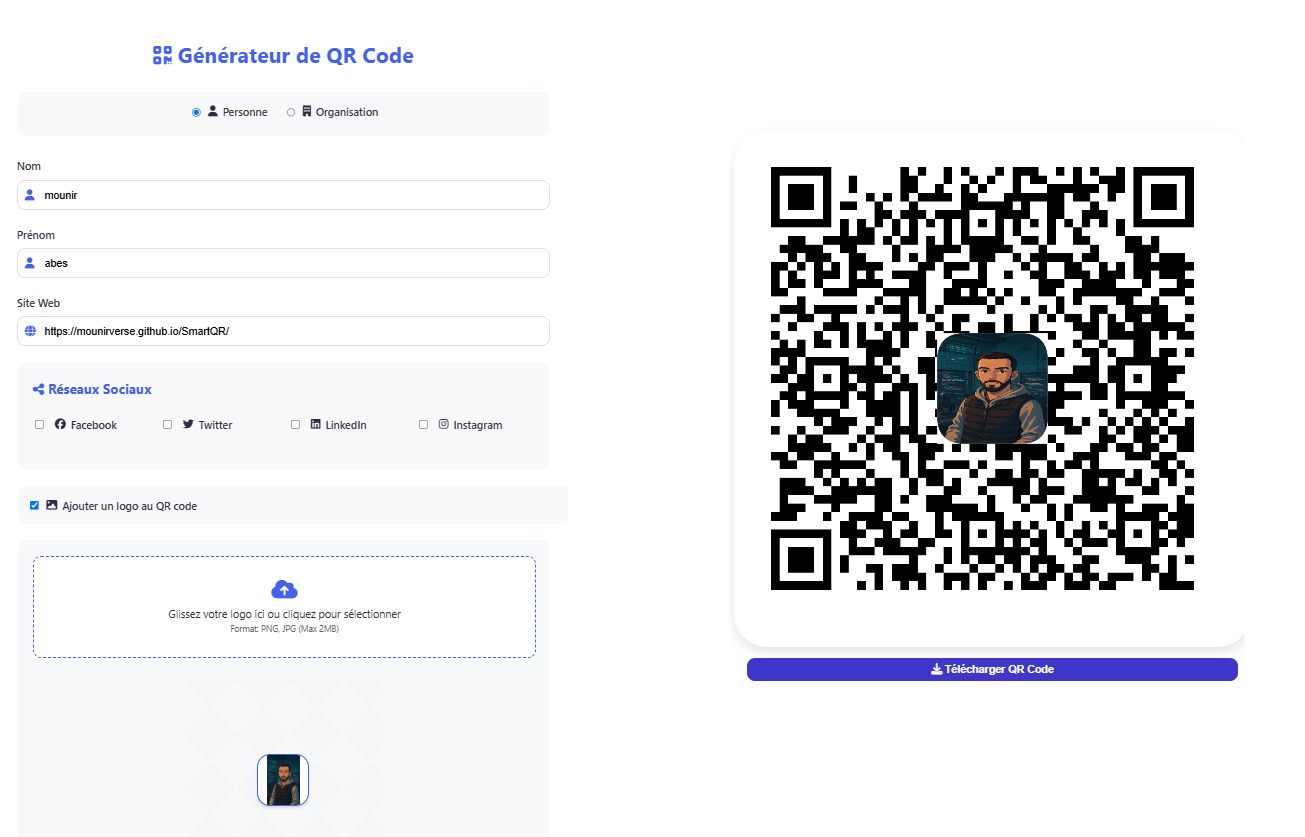 Générateur de QR Code
Personne
Organisation
Nom
mounir
Prénom
abes
Site Web
https://mounirverse.github.io/SmartQR/
Réseaux Sociaux
Facebook
Twitter
LinkedIn
Instagram
Ajouter un logo au QR code
Glissez votre logo ici ou cliquez pour sélectionner
Format: PNG, JPG (Max 2MB)
Télécharger QR Code